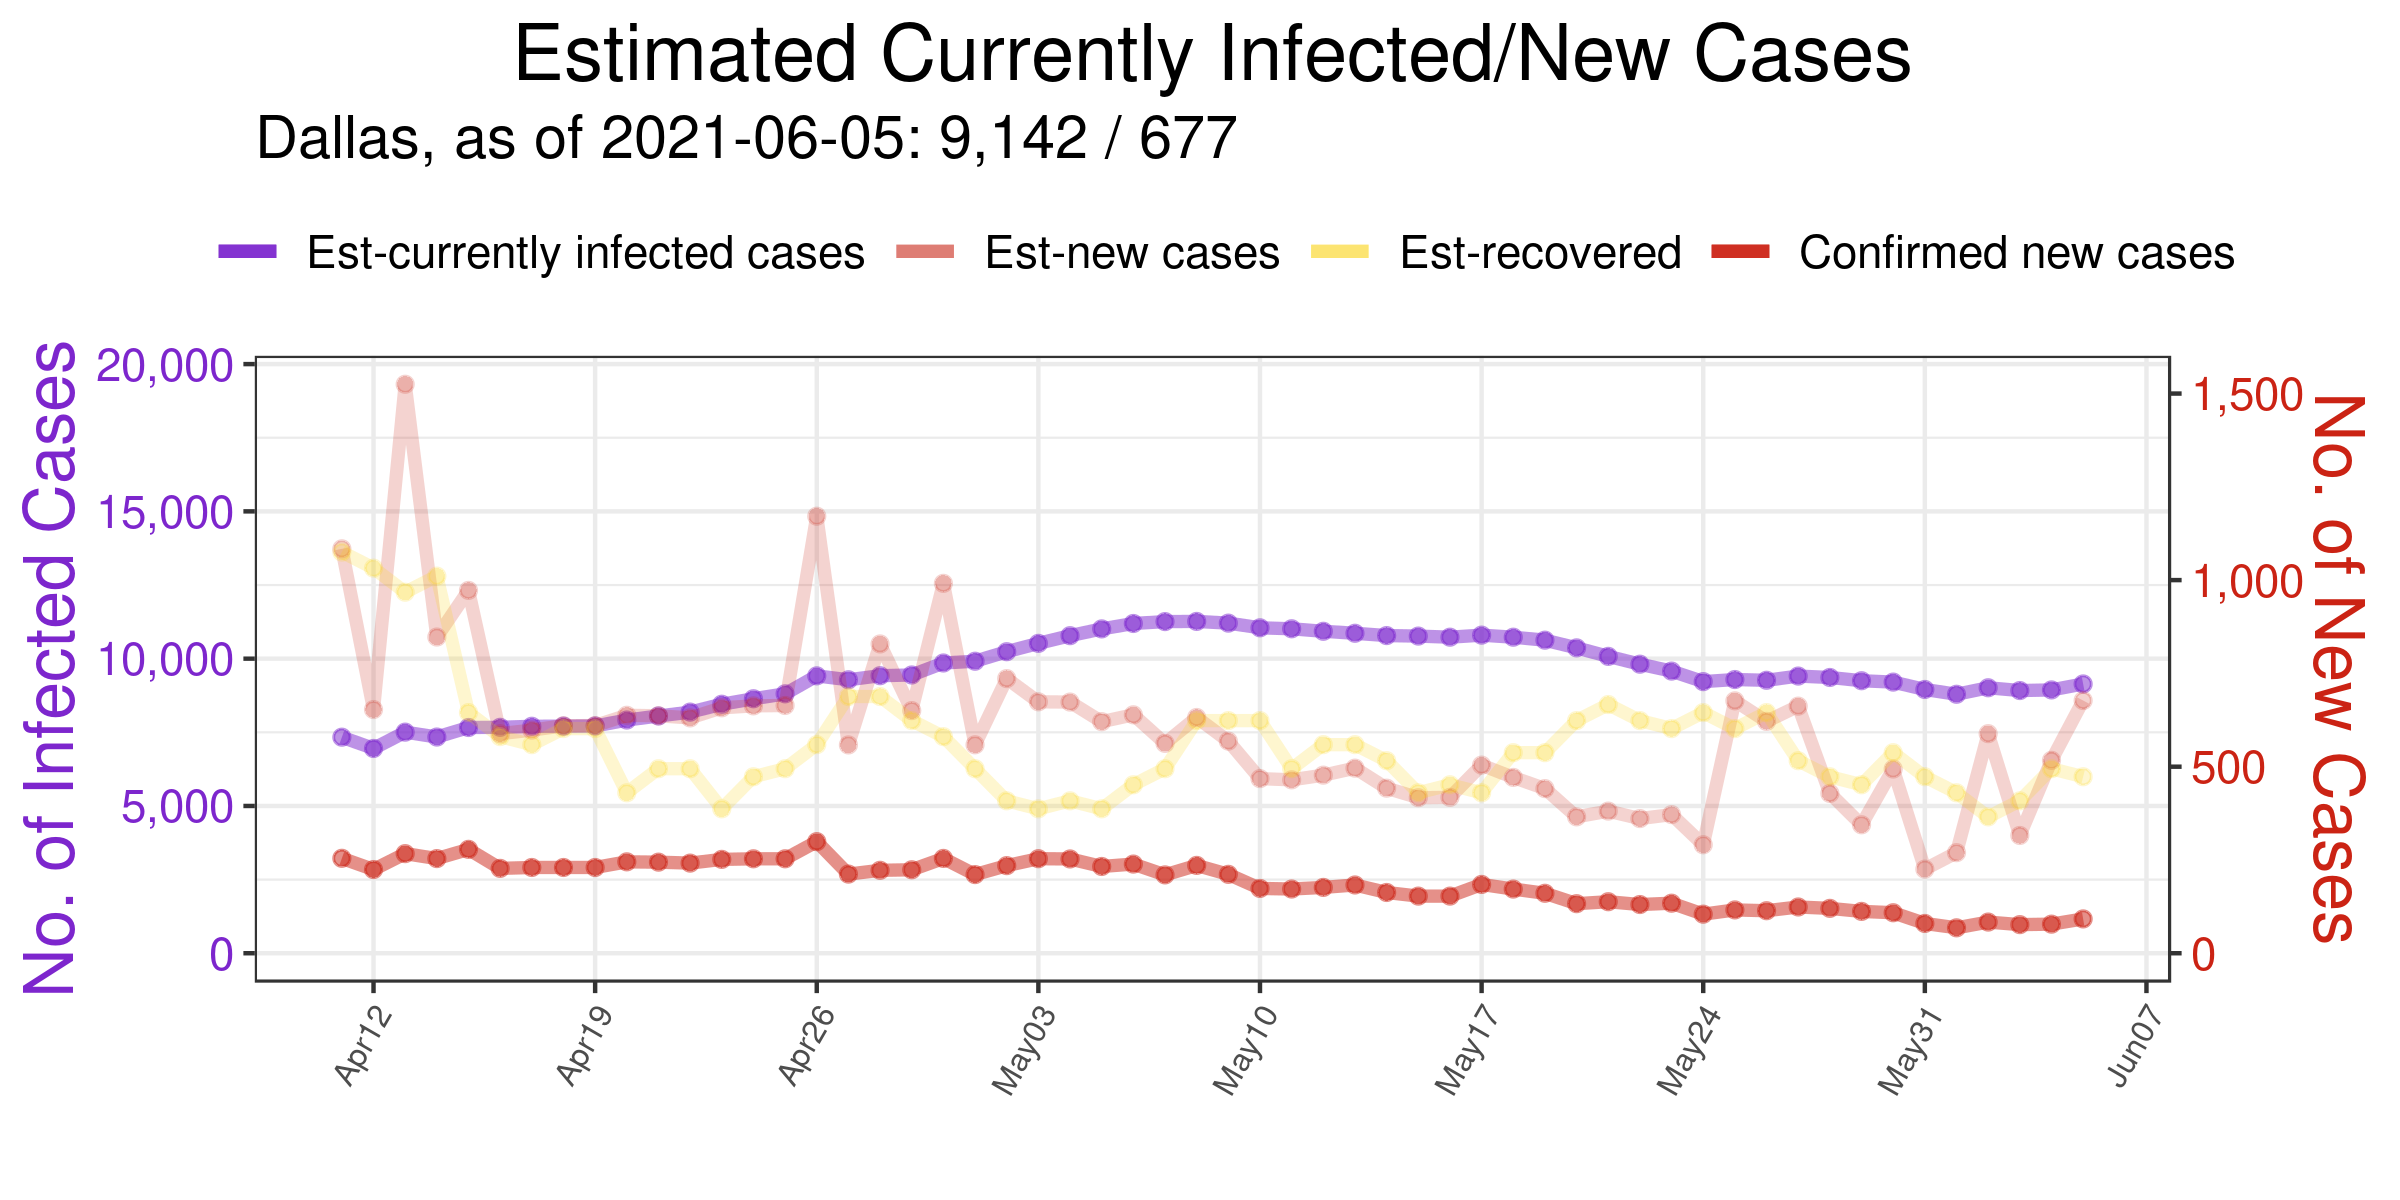 Estimated Currently Infected/New Cases
Dallas, as of 2021-06-05: 9,142 / 677
Est-currently infected cases Est-new cases Est-recovered Confirmed new cases
No. of Infected Cases
20,000
15,000
10,000
5,000
0
1,500
1,000
500
0
No. of New Cases
Apr12 Apr19 Apr26 May03 May10 May17 May24 May31 Jun07